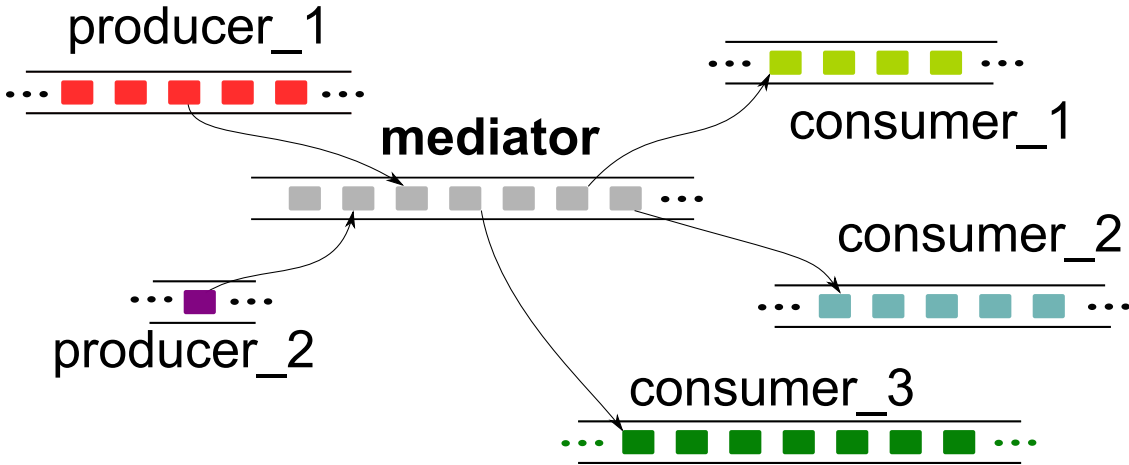 producer_1
consumer_1
mediator
consumer_2
producer_2
consumer_3